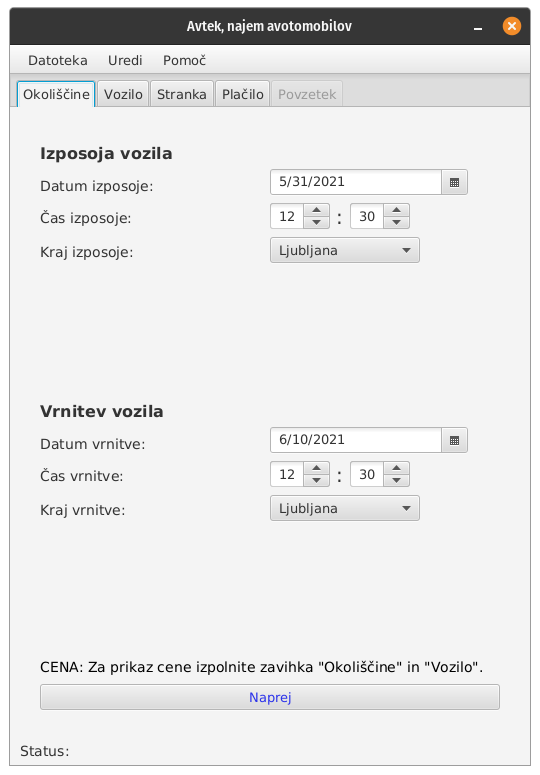 Avtek, najem avotomobilov
Datoteka Uredi Pomoč
Okoliščine Vozilo Stranka Plačilo Povzetek
Izposoja vozila
Datum izposoje: 5/31/2021
Čas izposoje: 12 : 30
Kraj izposoje: Ljubljana
Vrnitev vozila
Datum vrnitve: 6/10/2021
Čas vrnitve: 12 : 30
Kraj vrnitve: Ljubljana
CENA: Za prikaz cene izpolnite zavihka "Okoliščine" in "Vozilo".
Naprej
Status: